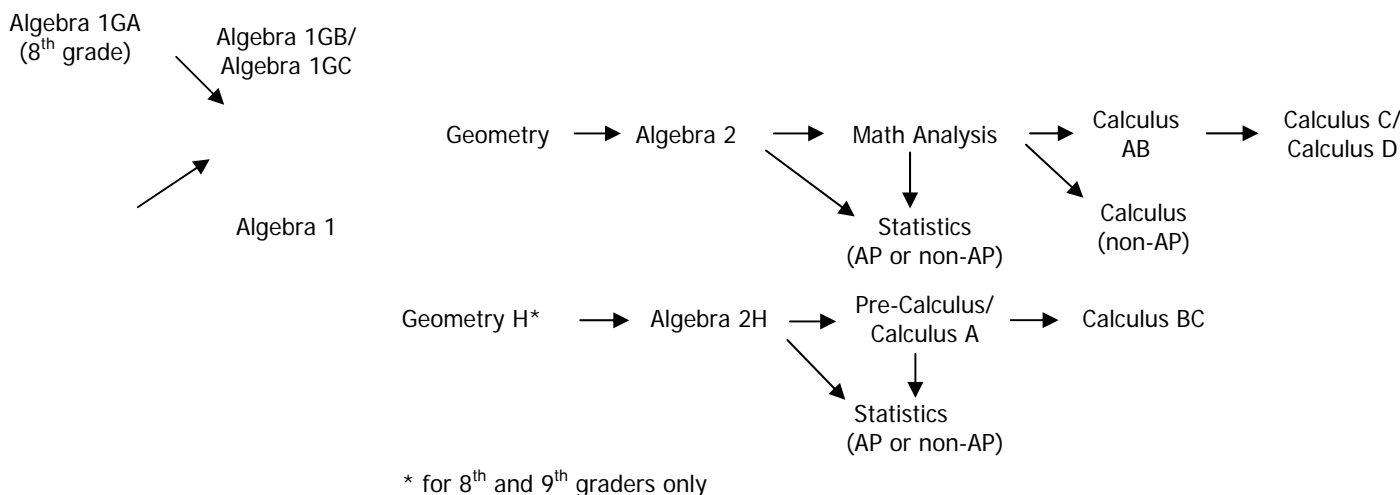 Algebra 1GA
(8th grade)
Algebra 1GB/
Algebra 1GC
Geometry
Algebra 2
Math Analysis
Calculus
AB
Calculus C/
Calculus D
Algebra 1
Statistics
(AP or non-AP)
Calculus
(non-AP)
Geometry H*
Algebra 2H
Pre-Calculus/
Calculus A
Calculus BC
Statistics
(AP or non-AP)
* for 8th and 9th graders only